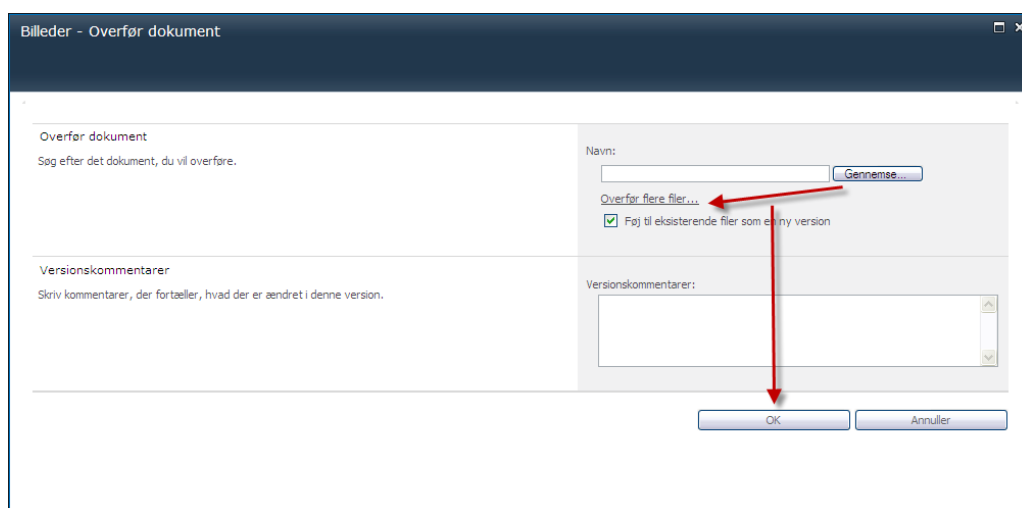 Billeder - Overfør dokument
Overfør dokument
Søg efter det dokument, du vil overføre.
Navn:
Gennemse...
Overfør flere filer...
Føj til eksisterende filer som en ny version
Versionskommentarer
Skriv kommentarer, der fortæller, hvad der er ændret i denne version.
Versionskommentarer:
OK
Annuller